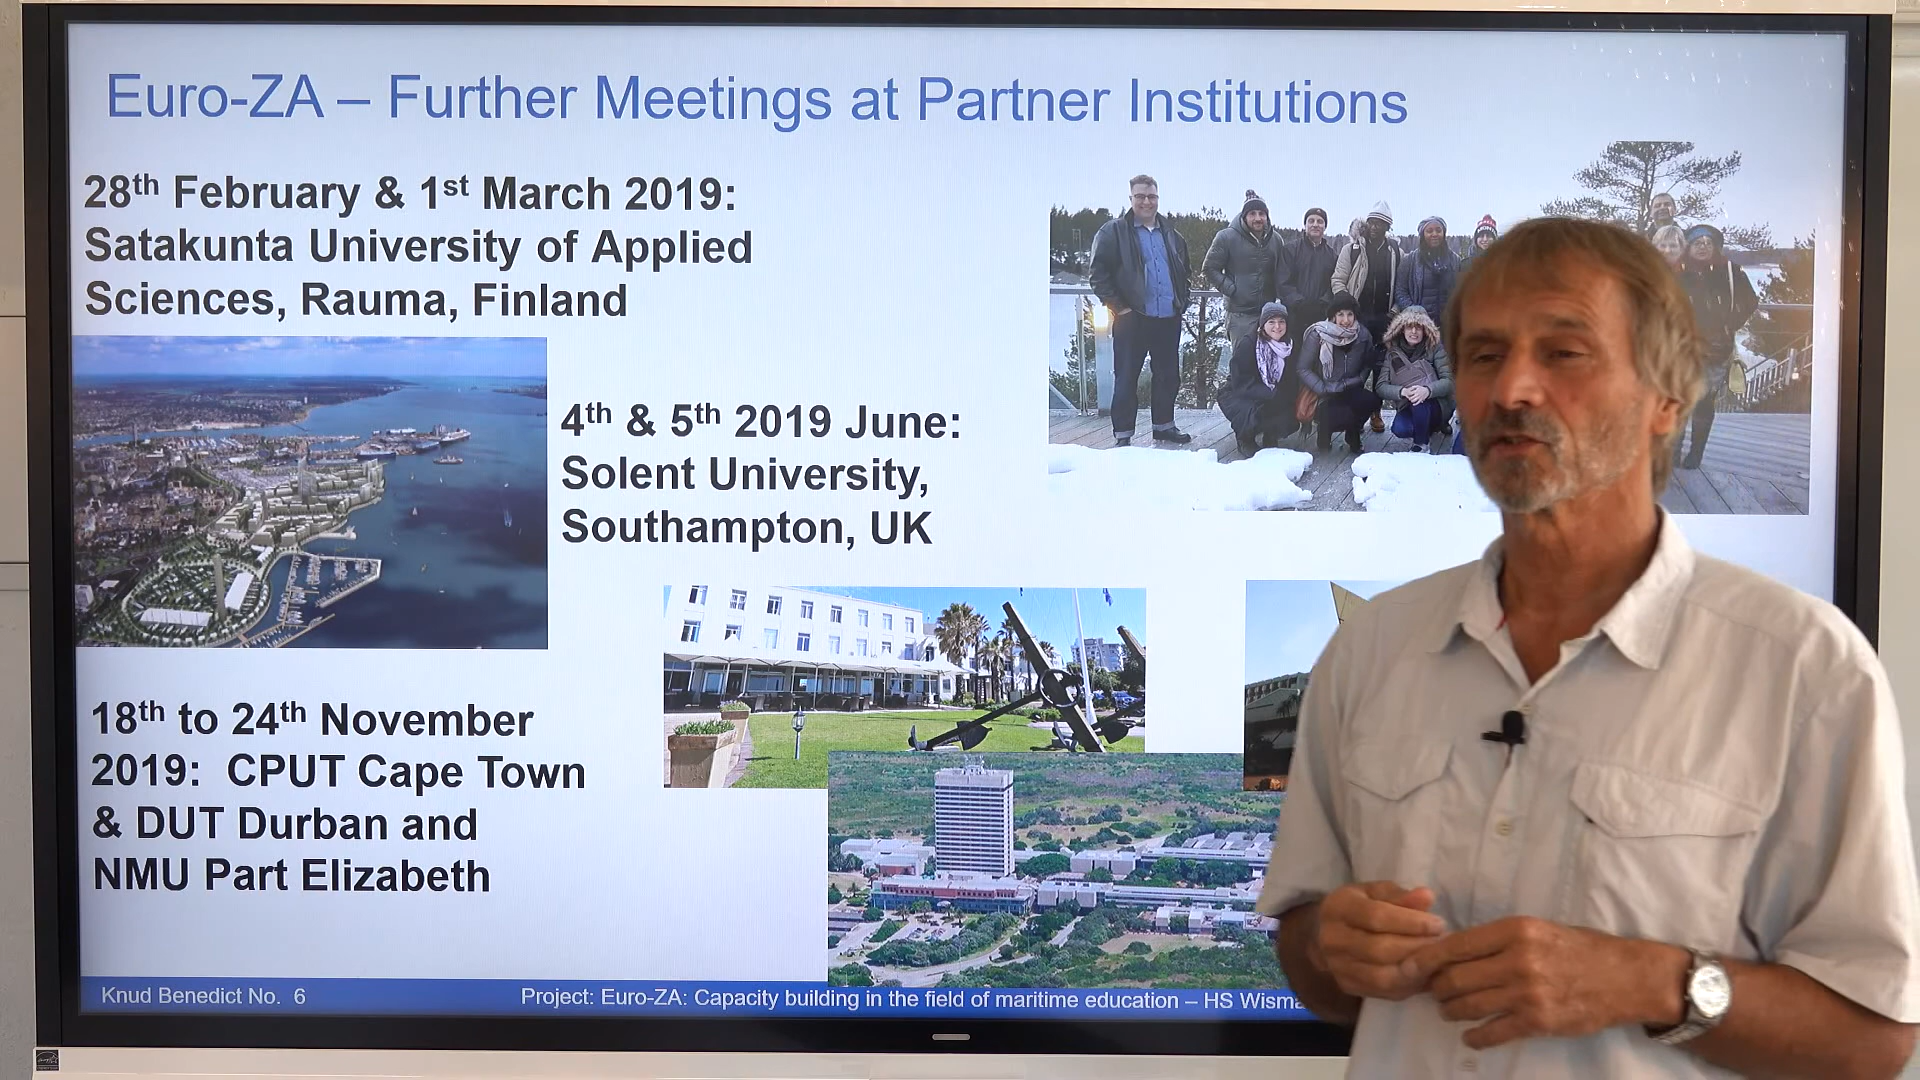 Euro-ZA – Further Meetings at Partner Institutions
28th February & 1st March 2019:
Satakunta University of Applied
Sciences, Rauma, Finland
4th & 5th 2019 June:
Solent University,
Southampton, UK
18th to 24th November
2019: CPUT Cape Town
& DUT Durban and
NMU Part Elizabeth
Knud Benedict No. 6
Project: Euro-ZA: Capacity building in the field of maritime education – HS Wisma